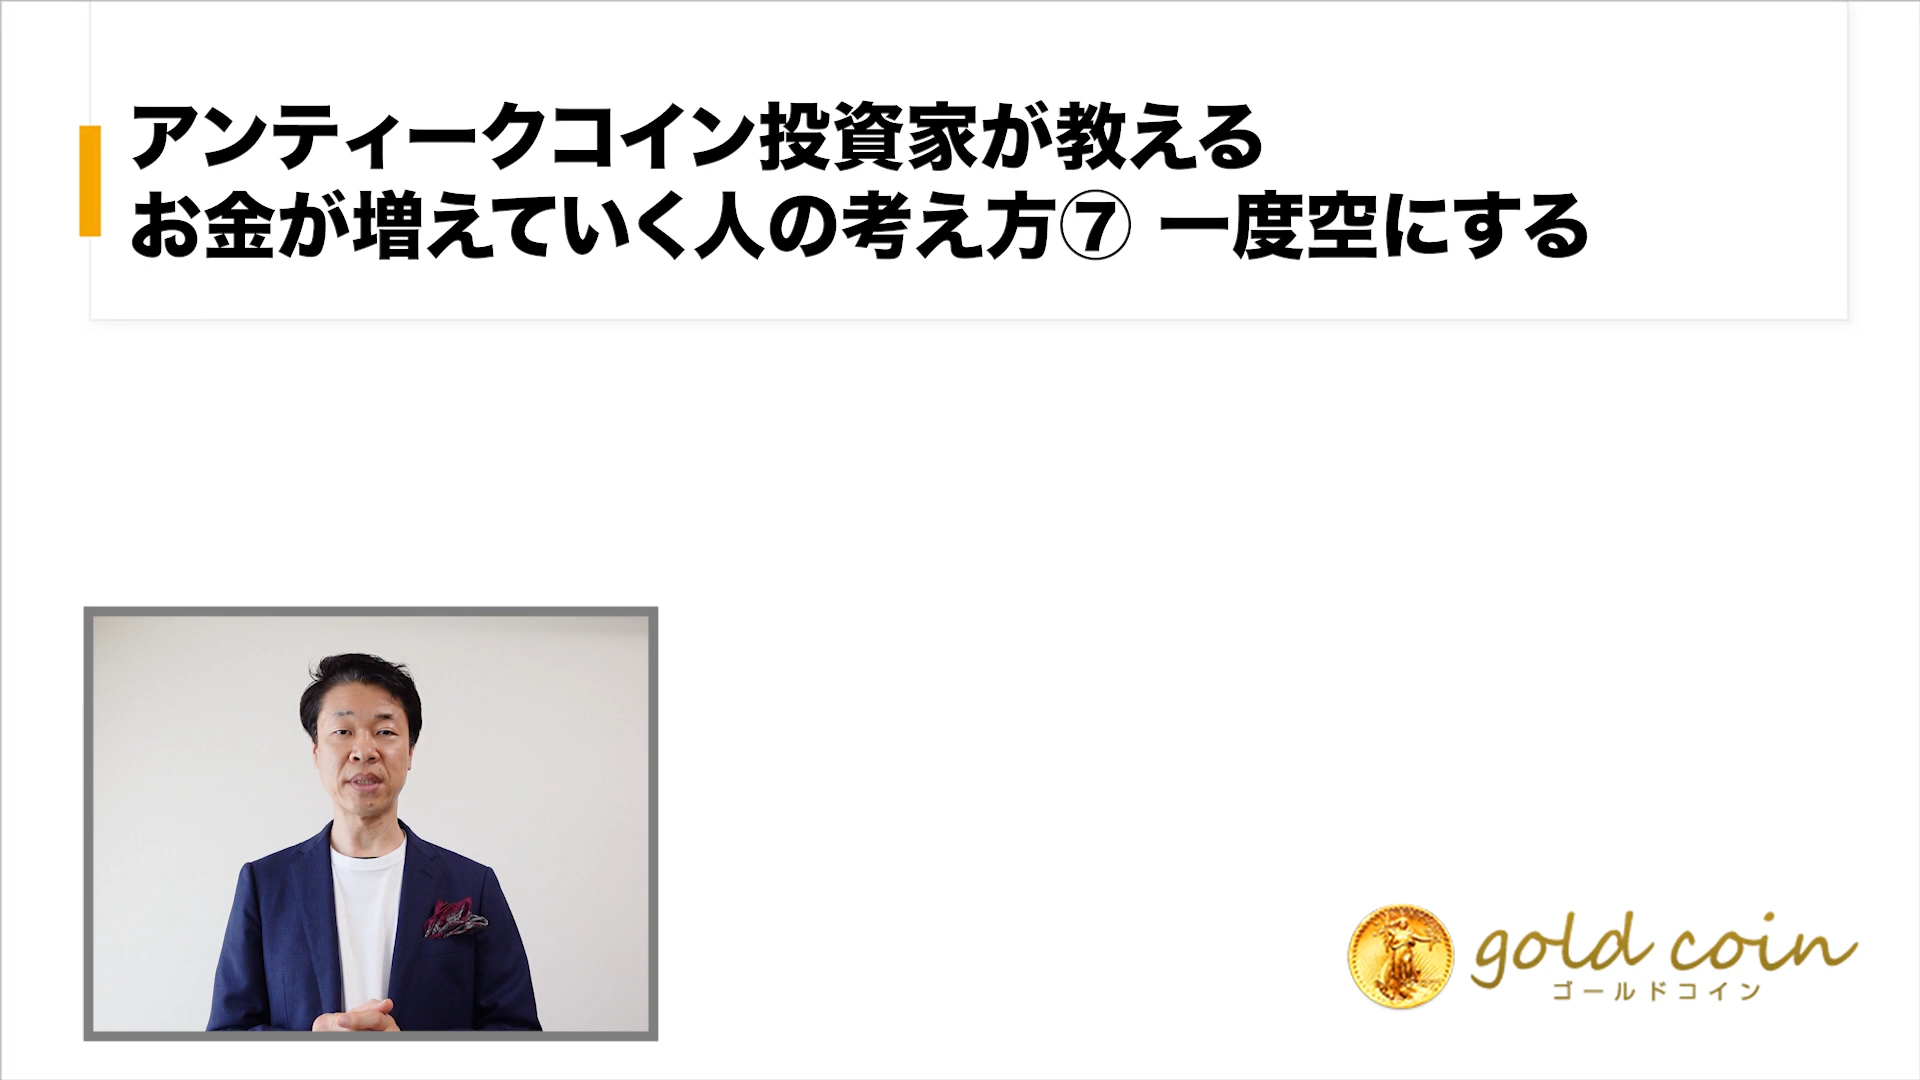 アンティークコイン投資家が教える
お金が増えていく人の考え方⑦ 一度空にする
gold coin
ゴールドコイン